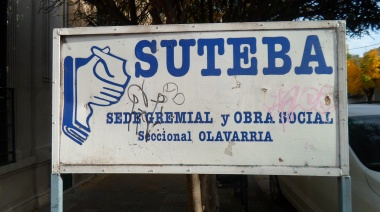 SUTEBA
SEDE GREMIAL y OBRA SOCIAL
Seccional OLAVARRIA